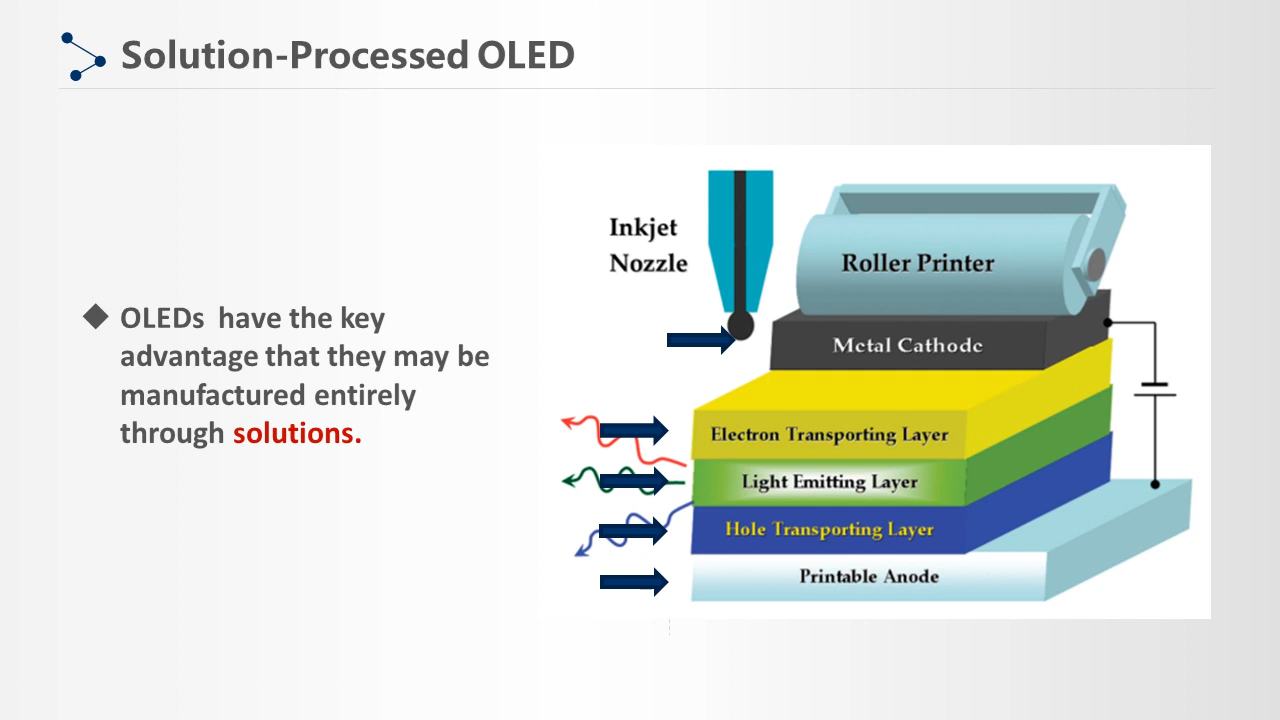 Solution-Processed OLED
OLEDs have the key
advantage that they may be
manufactured entirely
through solutions.
Inkjet
Nozzle
Roller Printer
Metal Cathode
Electron Transporting Layer
Light Emitting Layer
Hole Transporting Layer
Printable Anode